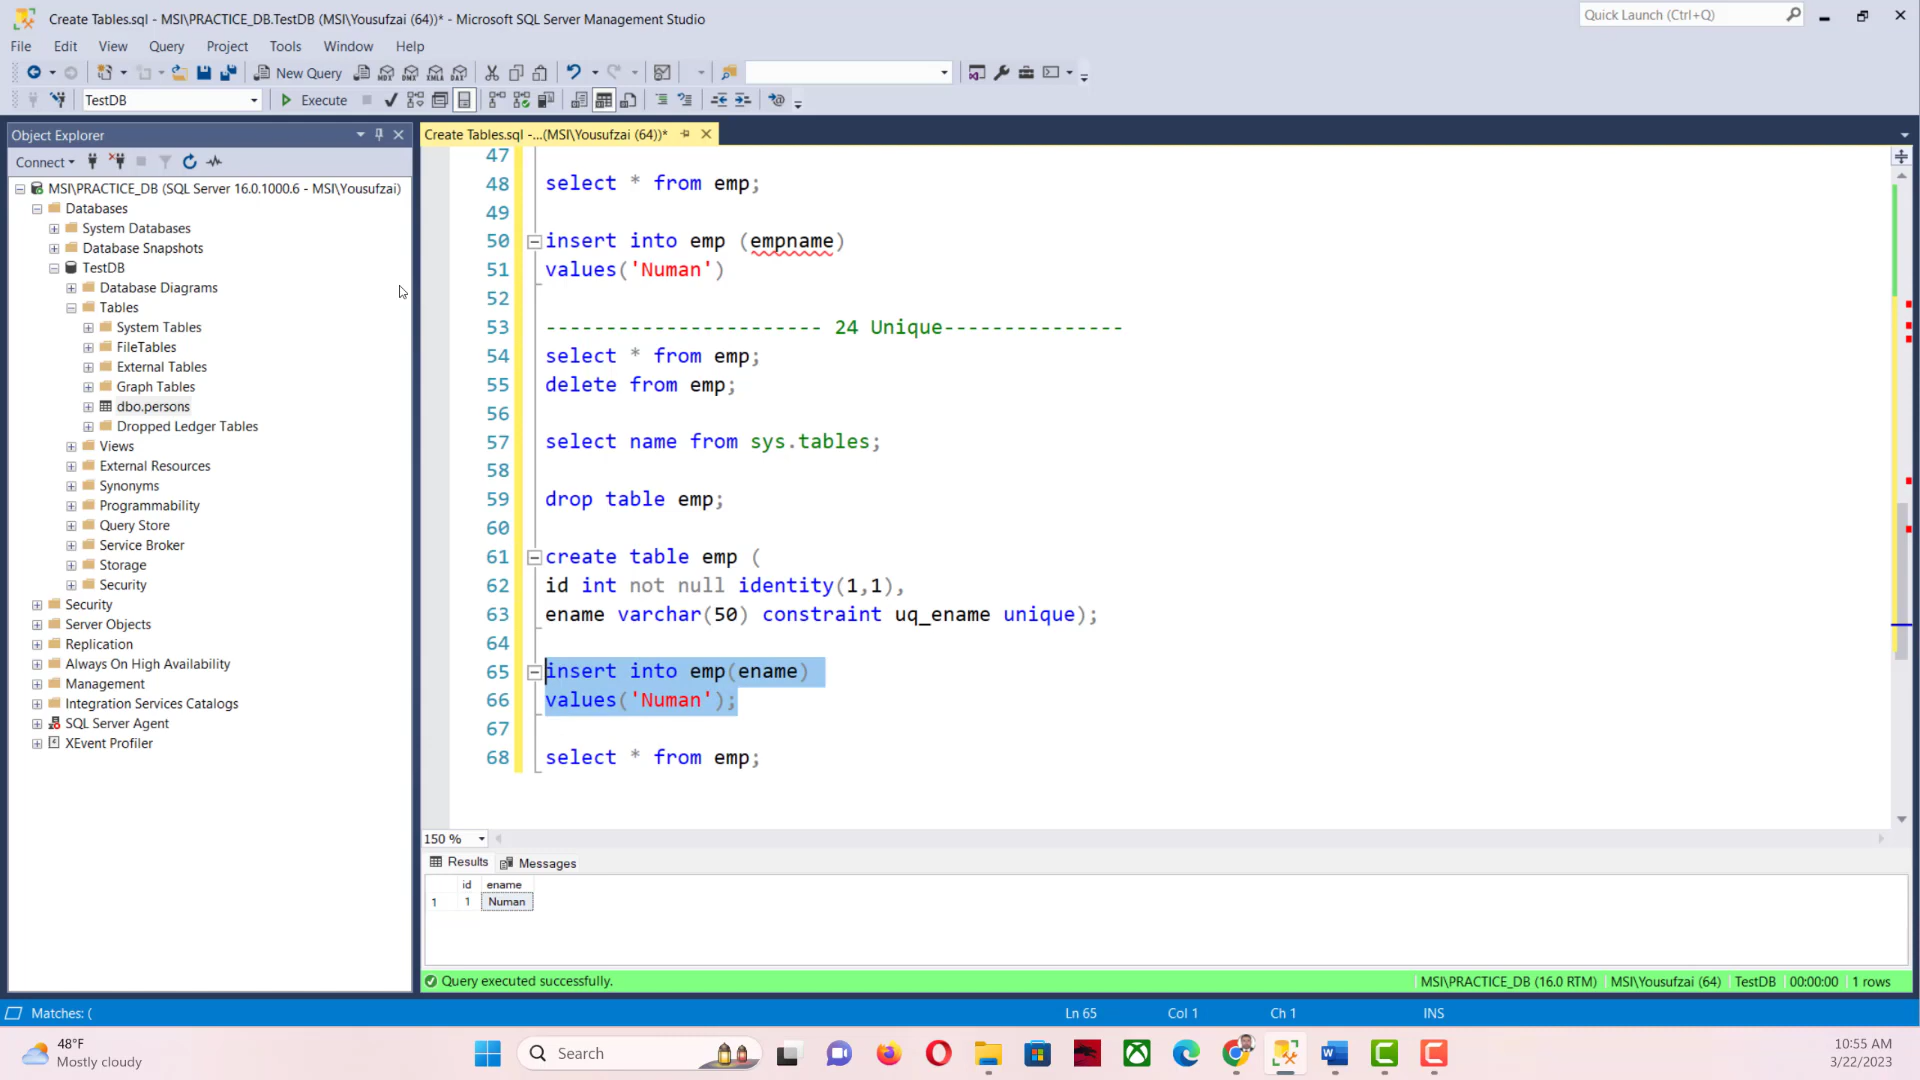 Create Tables.sql - MSI\PRACTICE_DB.TestDB (MSI\Yousufzai (64))* - Microsoft SQL Server Management Studio
Quick Launch (Ctrl+Q)
File Edit View Query Project Tools Window Help
New Query
MDX DMX XMLA DAX
TestDB
Execute
Object Explorer
Create Tables.sql -...(MSI\Yousufzai (64))*
Connect
MSI\PRACTICE_DB (SQL Server 16.0.1000.6 - MSI\Yousufzai)
Databases
System Databases
Database Snapshots
TestDB
Database Diagrams
Tables
System Tables
FileTables
External Tables
Graph Tables
dbo.persons
Dropped Ledger Tables
Views
External Resources
Synonyms
Programmability
Query Store
Service Broker
Storage
Security
Security
Server Objects
Replication
Always On High Availability
Management
Integration Services Catalogs
SQL Server Agent
XEvent Profiler
47
48 select * from emp;
49
50 insert into emp (empname)
51 values('Numan')
52
53 ----------------------- 24 Unique---------------
54 select * from emp;
55 delete from emp;
56
57 select name from sys.tables;
58
59 drop table emp;
60
61 create table emp (
62 id int not null identity(1,1),
63 ename varchar(50) constraint uq_ename unique);
64
65 insert into emp(ename)
66 values('Numan');
67
68 select * from emp;
150 %
Results Messages
id ename
1 1 Numan
Query executed successfully.
MSI\PRACTICE_DB (16.0 RTM) MSI\Yousufzai (64) TestDB 00:00:00 1 rows
Matches: (
Ln 65 Col 1 Ch 1 INS
48°F
Mostly cloudy
Search
10:55 AM
3/22/2023